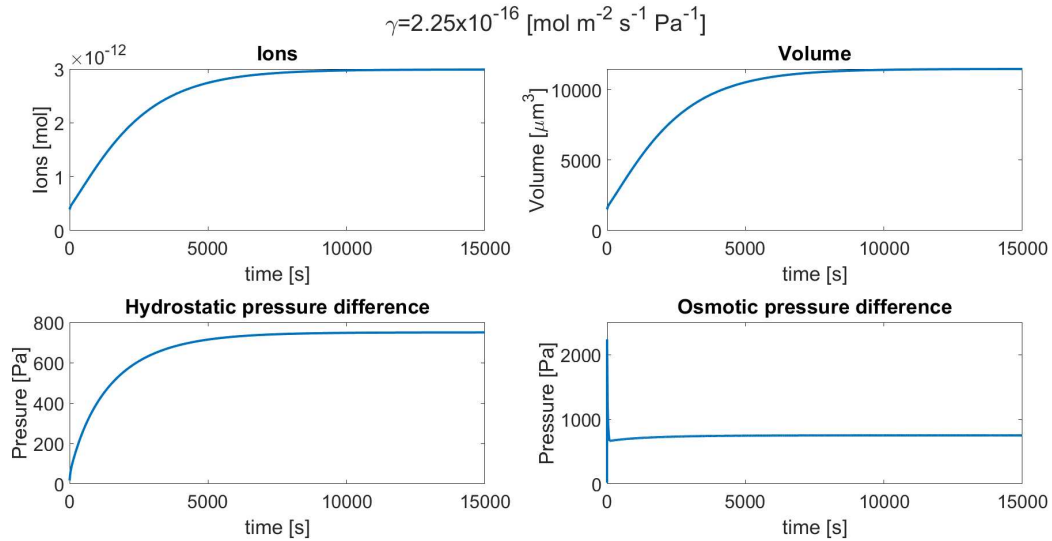 γ=2.25x10⁻¹⁶ [mol m⁻² s⁻¹ Pa⁻¹]
Ions
×10⁻¹²
3
2
1
0
Ions [mol]
0 5000 10000 15000
time [s]
Volume
10000
5000
0
Volume [μm³]
0 5000 10000 15000
time [s]
Hydrostatic pressure difference
800
600
400
200
0
Presure [Pa]
0 5000 10000 15000
time [s]
Osmotic pressure difference
2000
1000
0
Pressure [Pa]
0 5000 10000 15000
time [s]